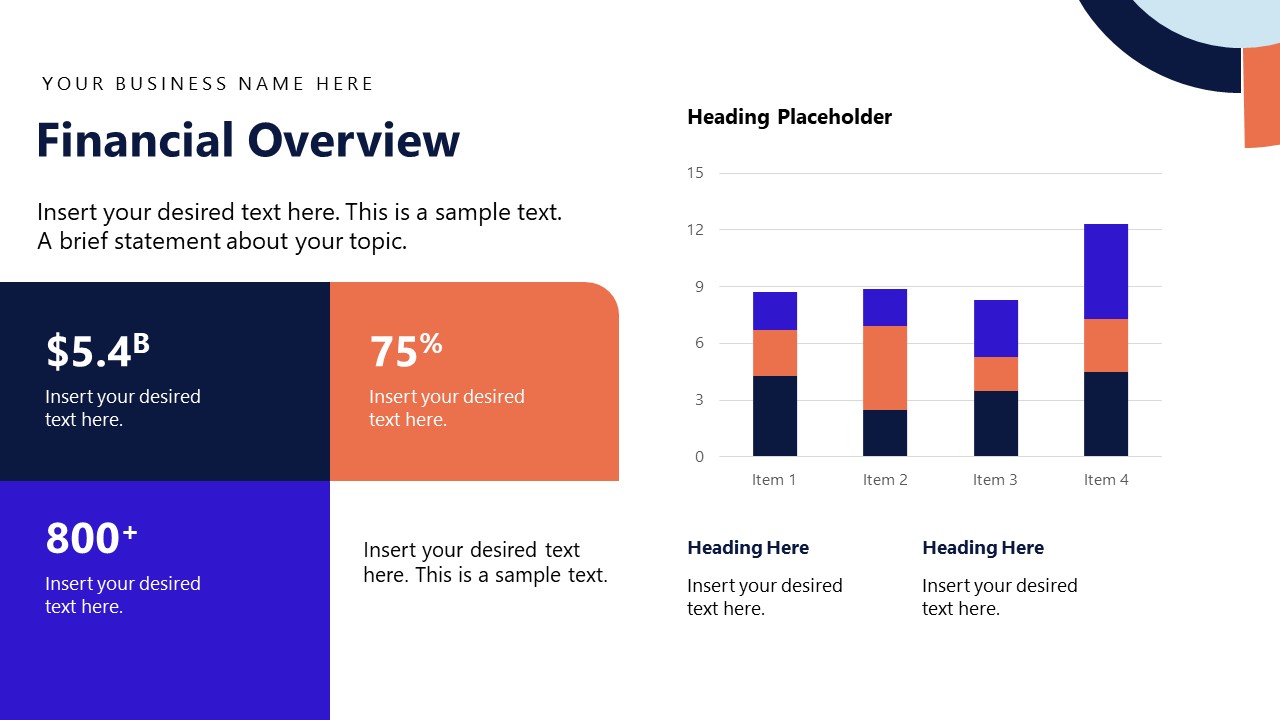 YOUR BUSINESS NAME HERE
Financial Overview
Insert your desired text here. This is a sample text.
A brief statement about your topic.
$5.4B
Insert your desired
text here.
75%
Insert your desired
text here.
800+
Insert your desired
text here.
Insert your desired text
here. This is a sample text.
Heading Placeholder
15
12
9
6
3
0
Item 1
Item 2
Item 3
Item 4
Heading Here
Insert your desired
text here.
Heading Here
Insert your desired
text here.